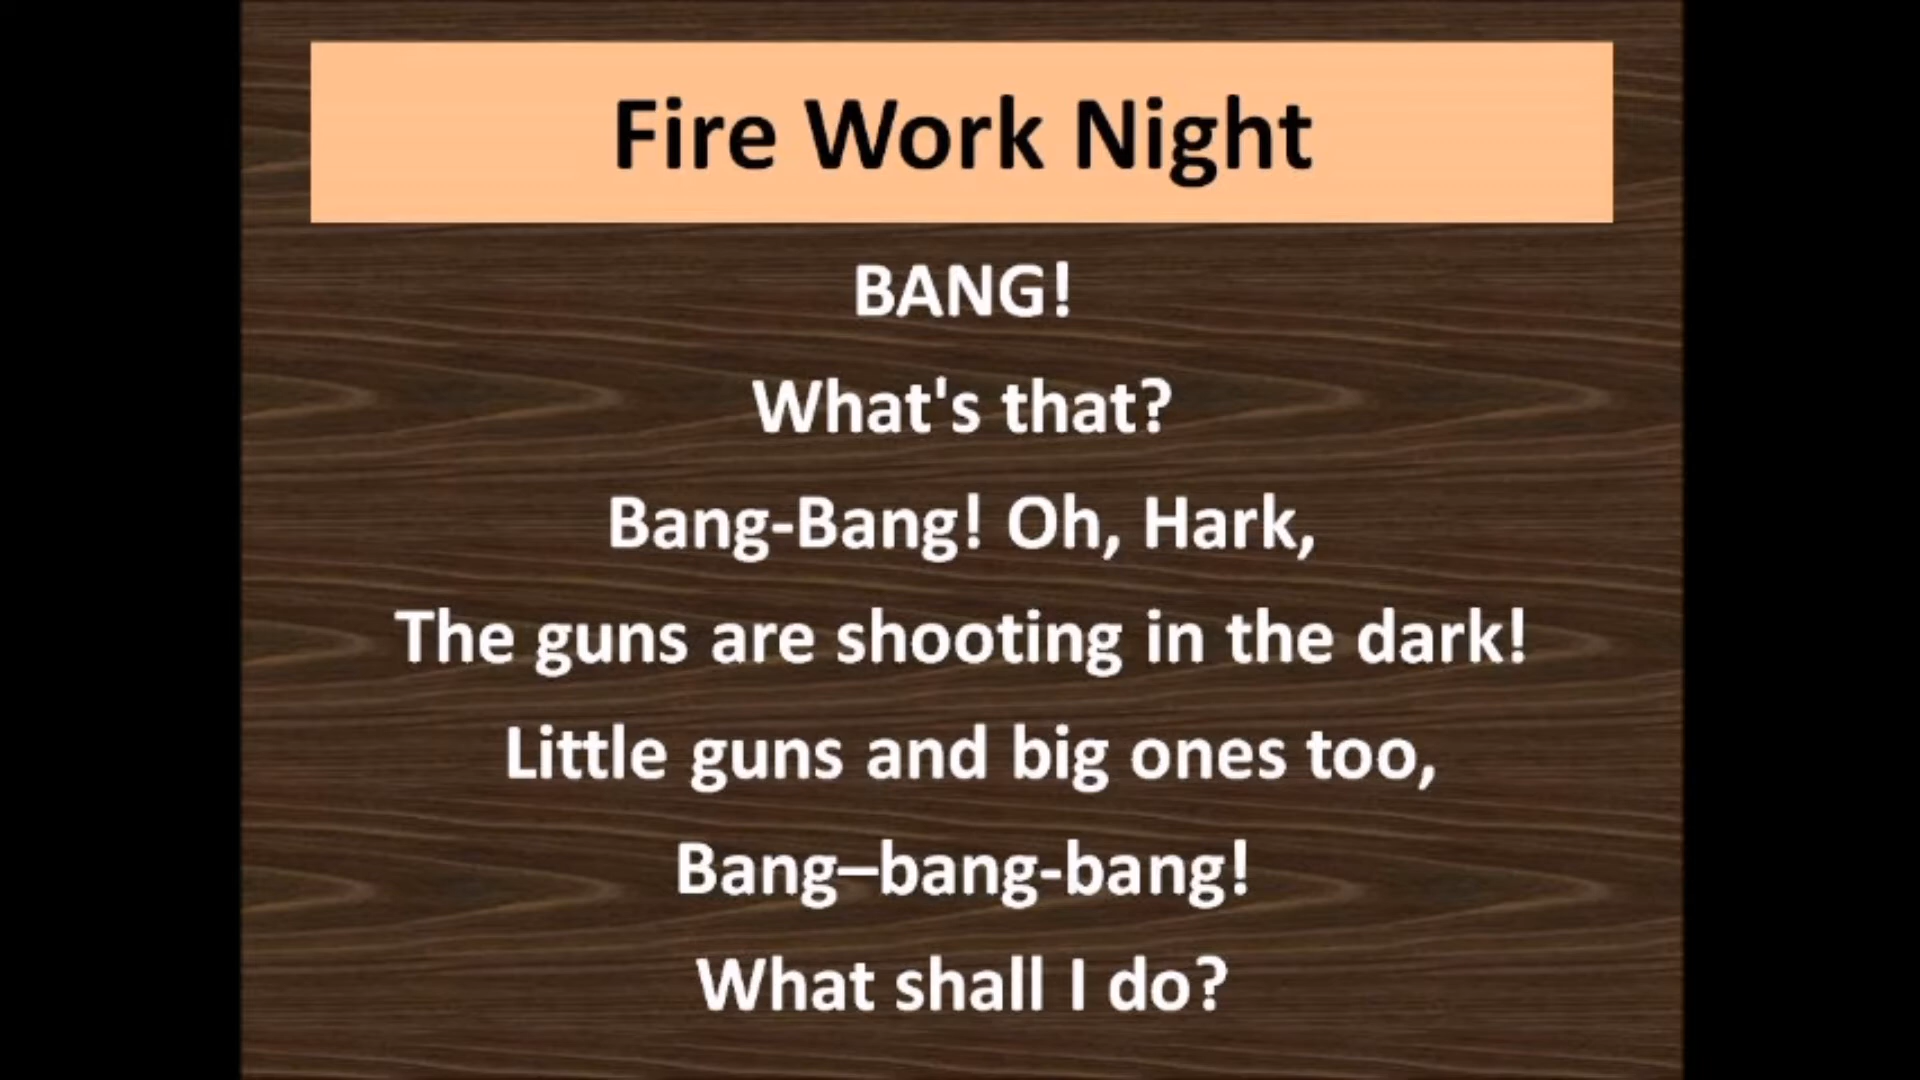 Fire Work Night
BANG!
What's that?
Bang-Bang! Oh, Hark,
The guns are shooting in the dark!
Little guns and big ones too,
Bang–bang-bang!
What shall I do?